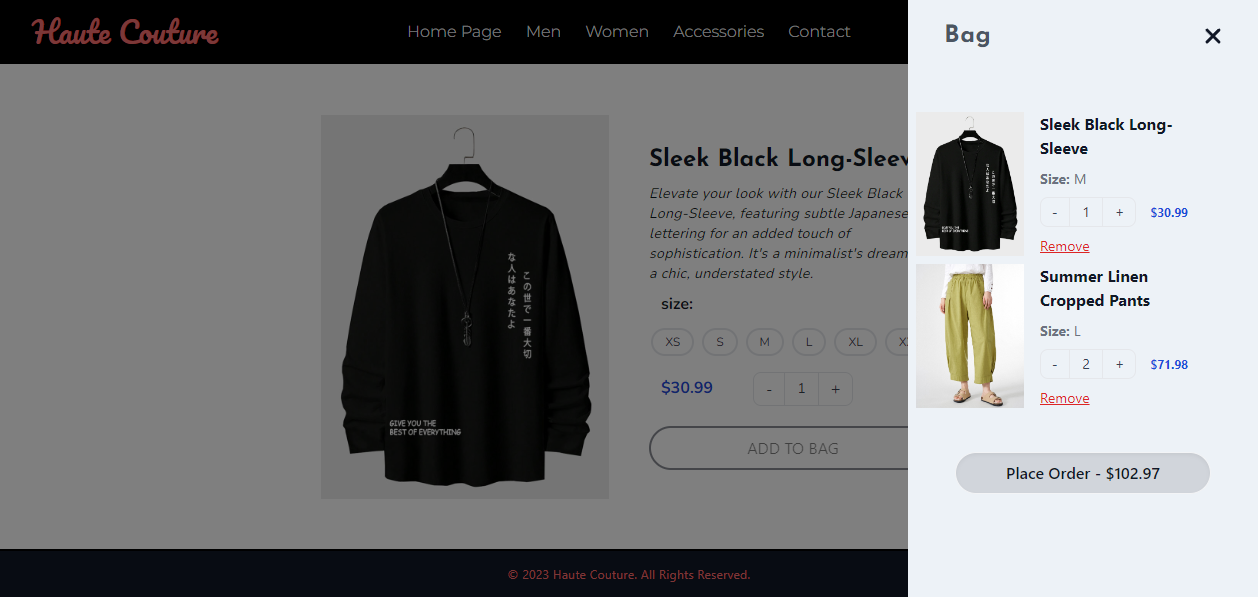 Haute Couture
Home Page Men Women Accessories Contact
Sleek Black Long-Sleev
Elevate your look with our Sleek Black
Long-Sleeve, featuring subtle Japanese
lettering for an added touch of
sophistication. It's a minimalist's dream
a chic, understated style.
size:
XS S M L XL X
$30.99 - 1 +
ADD TO BAG
この世で一番大切
な人はあなたよ
GIVE YOU THE
BEST OF EVERYTHING
© 2023 Haute Couture. All Rights Reserved.
Bag
Sleek Black Long-
Sleeve
Size: M
- 1 + $30.99
Remove
Summer Linen
Cropped Pants
Size: L
- 2 + $71.98
Remove
Place Order - $102.97